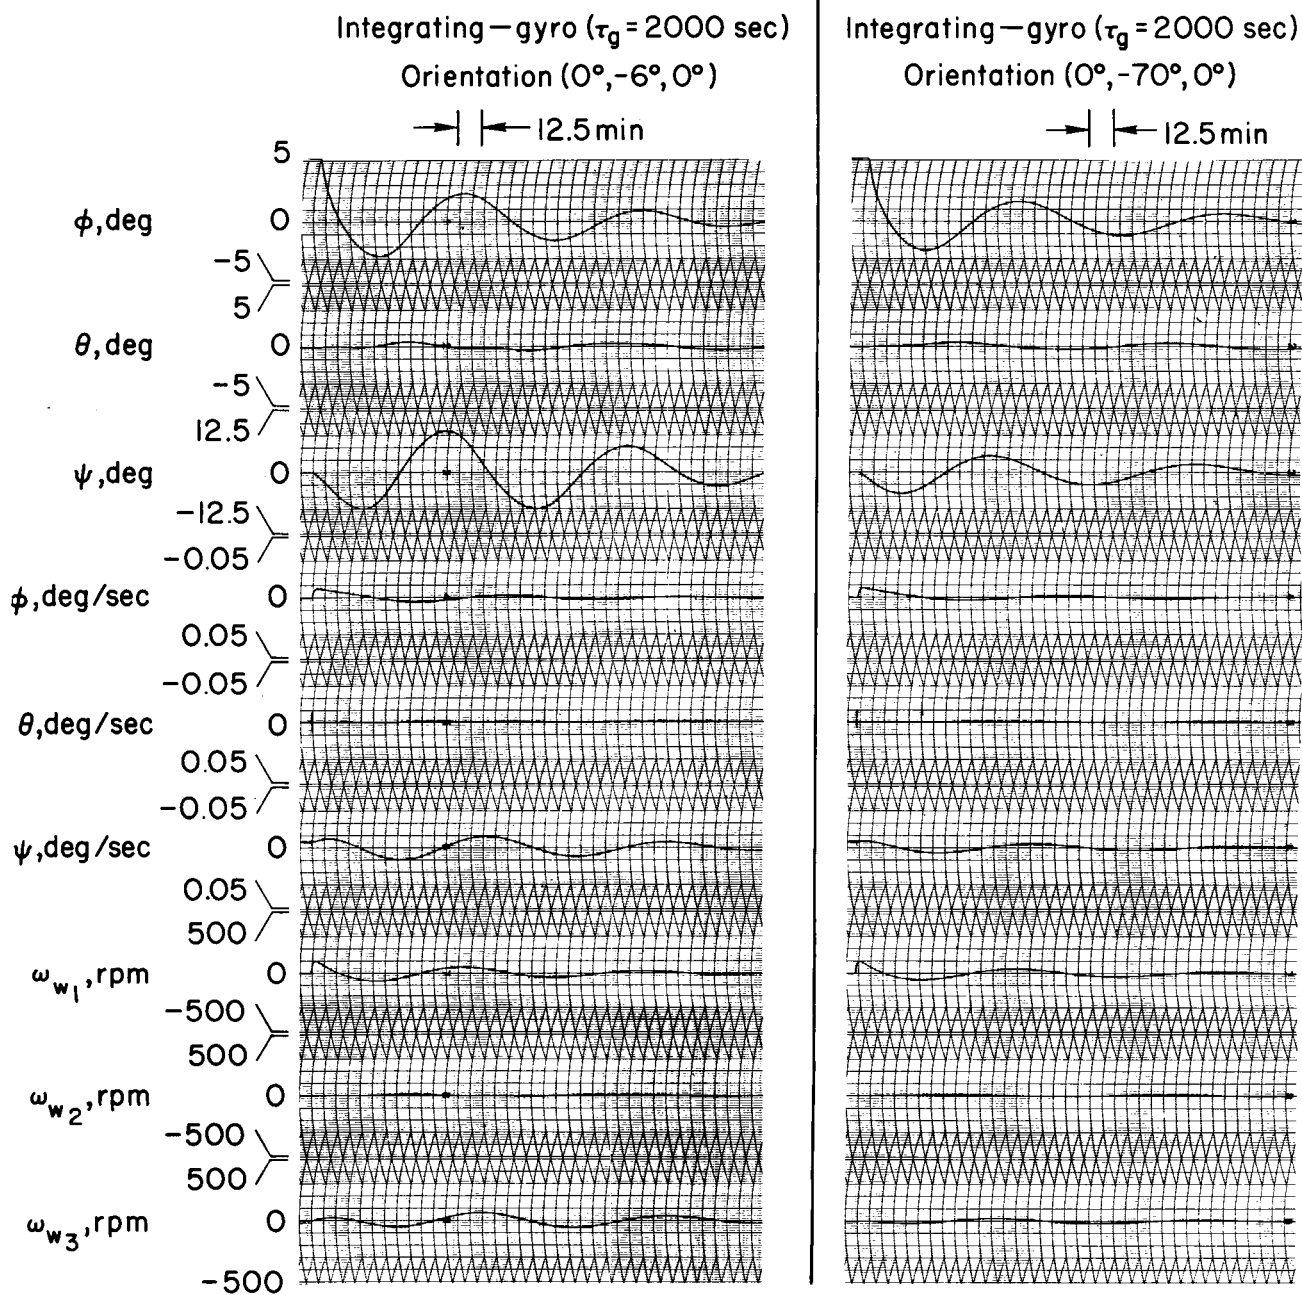 Integrating—gyro (τg = 2000 sec)
Orientation (0°, -6°, 0°)
12.5 min
Integrating—gyro (τg = 2000 sec)
Orientation (0°, -70°, 0°)
12.5 min
5
ϕ, deg 0
-5
5
θ, deg 0
-5
12.5
ψ, deg 0
-12.5
-0.05
ϕ, deg/sec 0
0.05
-0.05
θ, deg/sec 0
0.05
-0.05
ψ, deg/sec 0
0.05
500
ωw1, rpm 0
-500
500
ωw2, rpm 0
-500
500
ωw3, rpm 0
-500